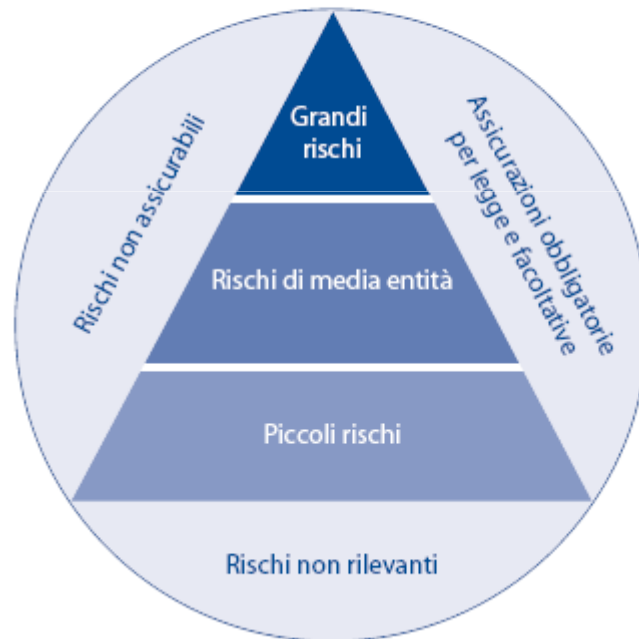 Grandi
rischi
Rischi non assicurabili
Assicurazioni obbligatorie
per legge e facoltative
Rischi di media entità
Piccoli rischi
Rischi non rilevanti